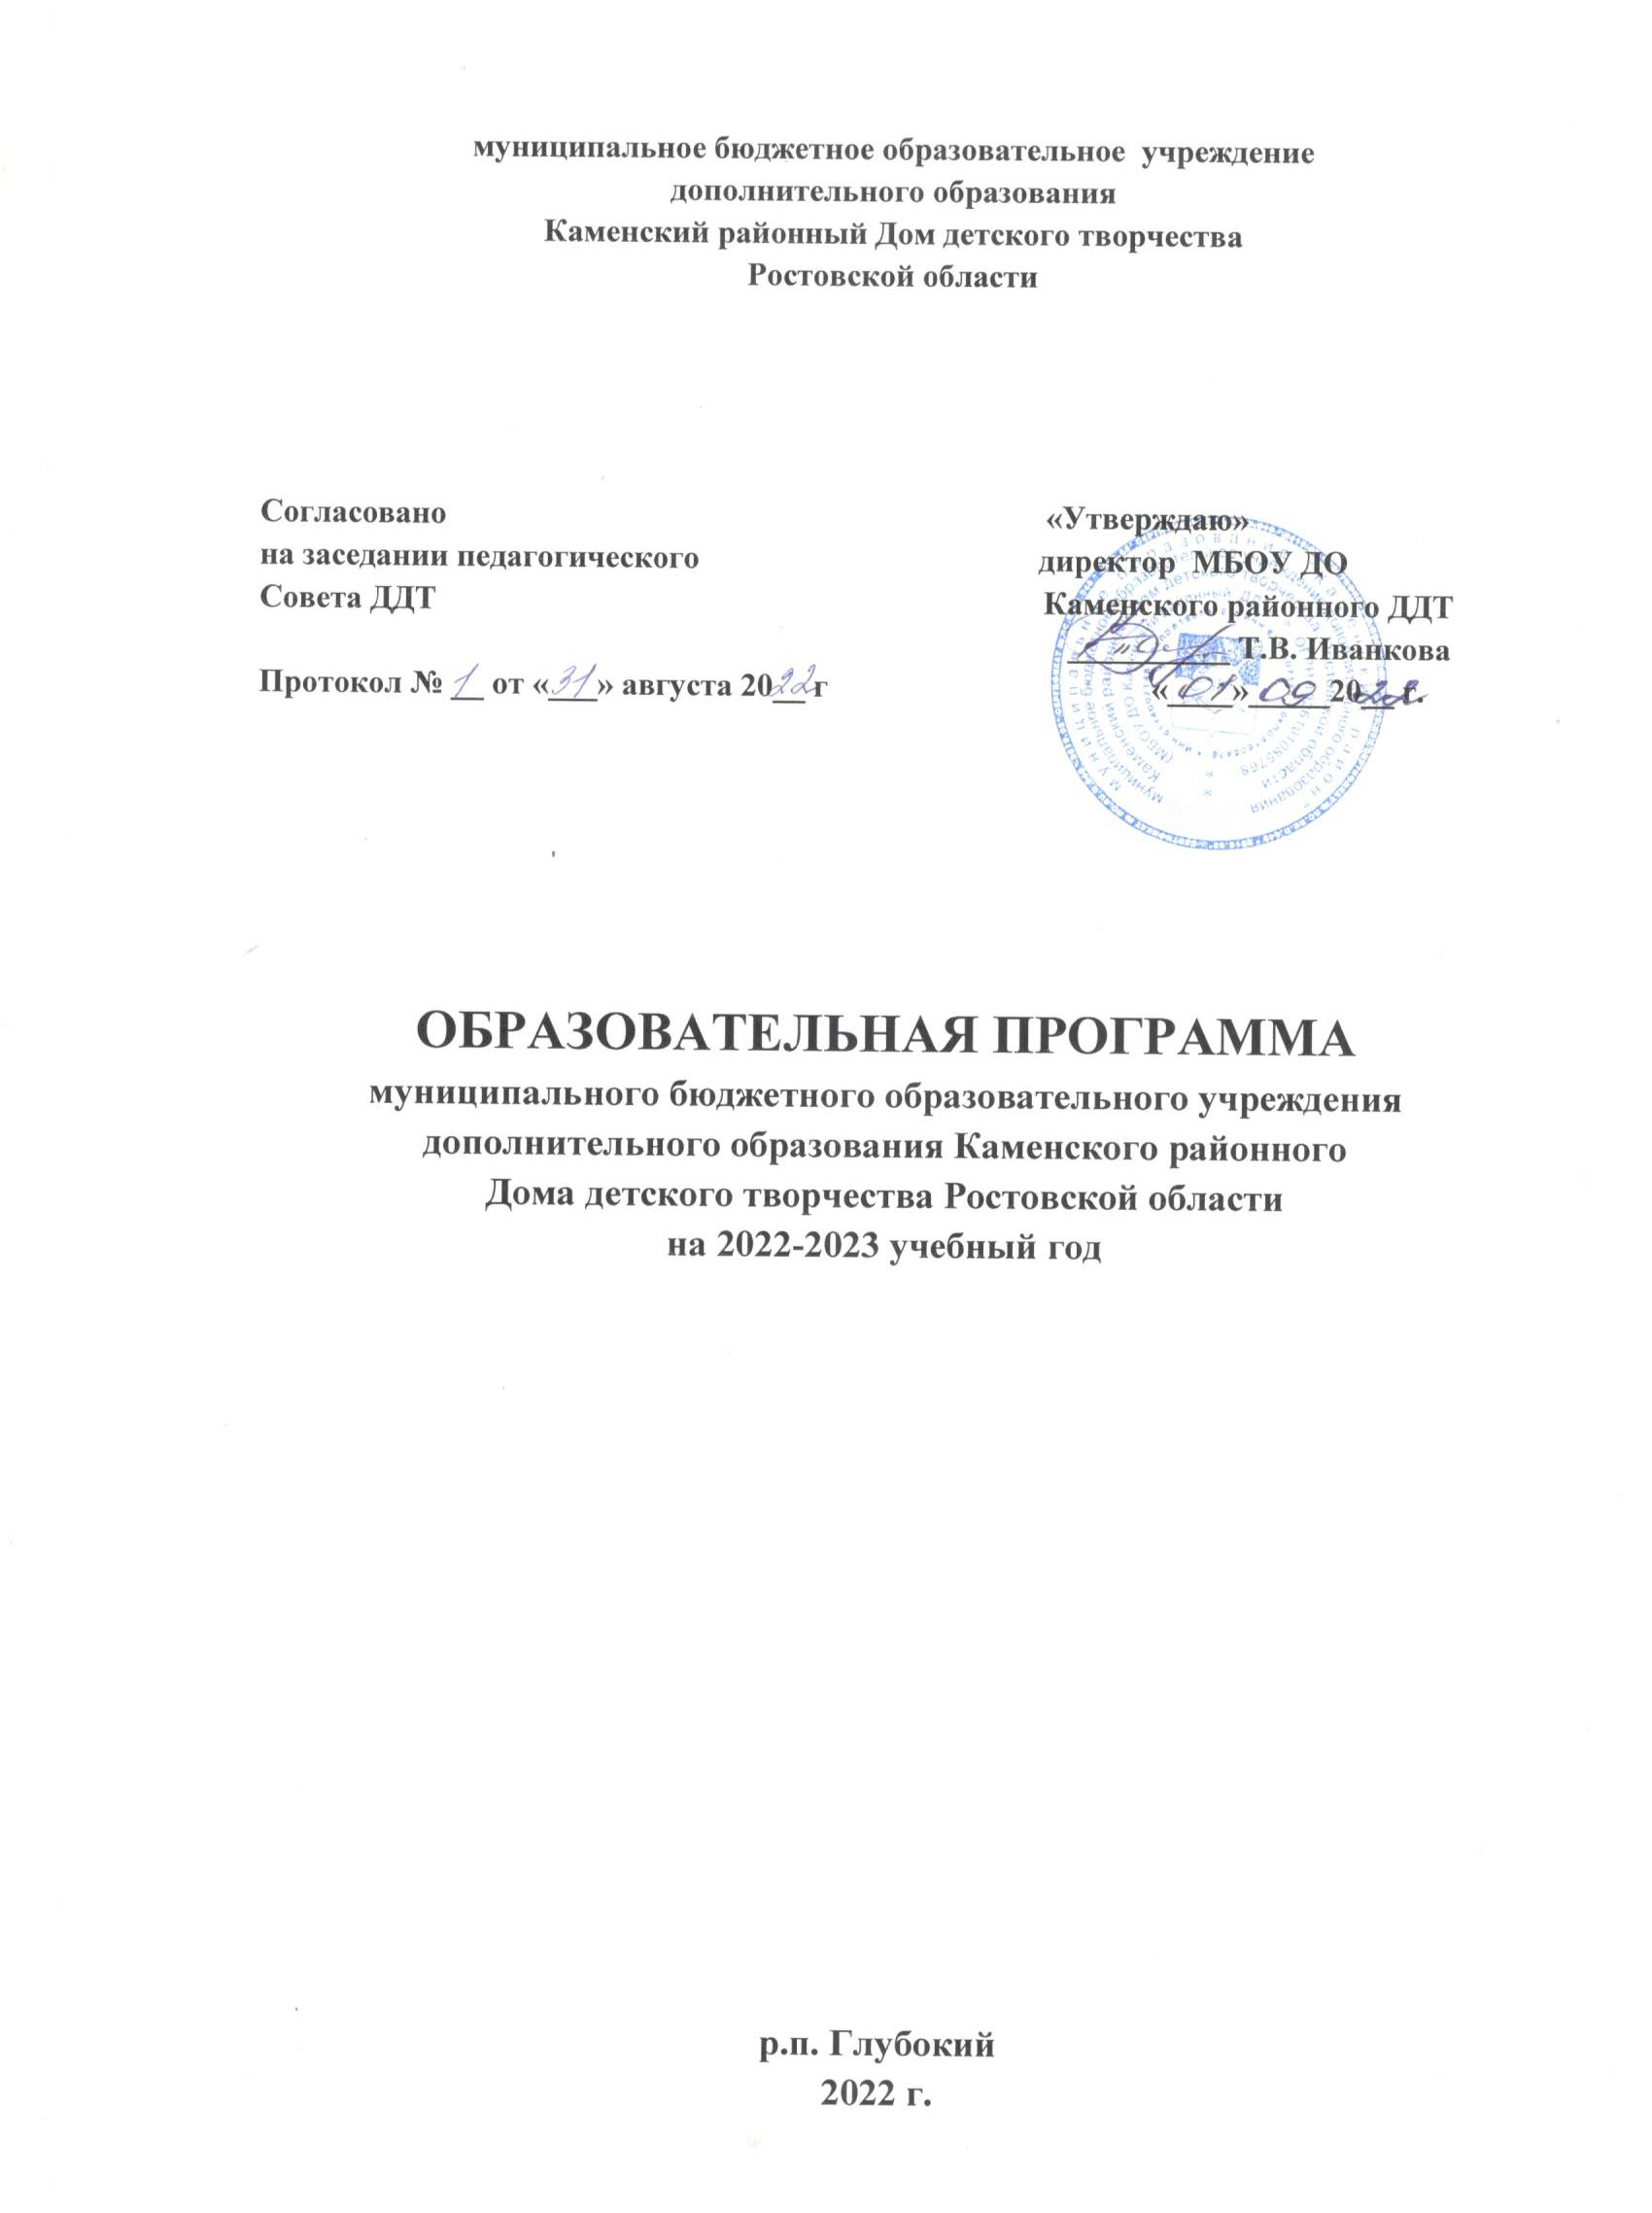 муниципальное бюджетное образовательное учреждение
дополнительного образования
Каменский районный Дом детского творчества
Ростовской области
Согласовано
на заседании педагогического
Совета ДДТ
Протокол № 1 от «31» августа 2022г
«Утверждаю»
директор МБОУ ДО
Каменского районного ДДТ
Т.В. Иванкова
«01» 09 2022 г.
ОБРАЗОВАТЕЛЬНАЯ ПРОГРАММА
муниципального бюджетного образовательного учреждения
дополнительного образования Каменского районного
Дома детского творчества Ростовской области
на 2022-2023 учебный год
р.п. Глубокий
2022 г.